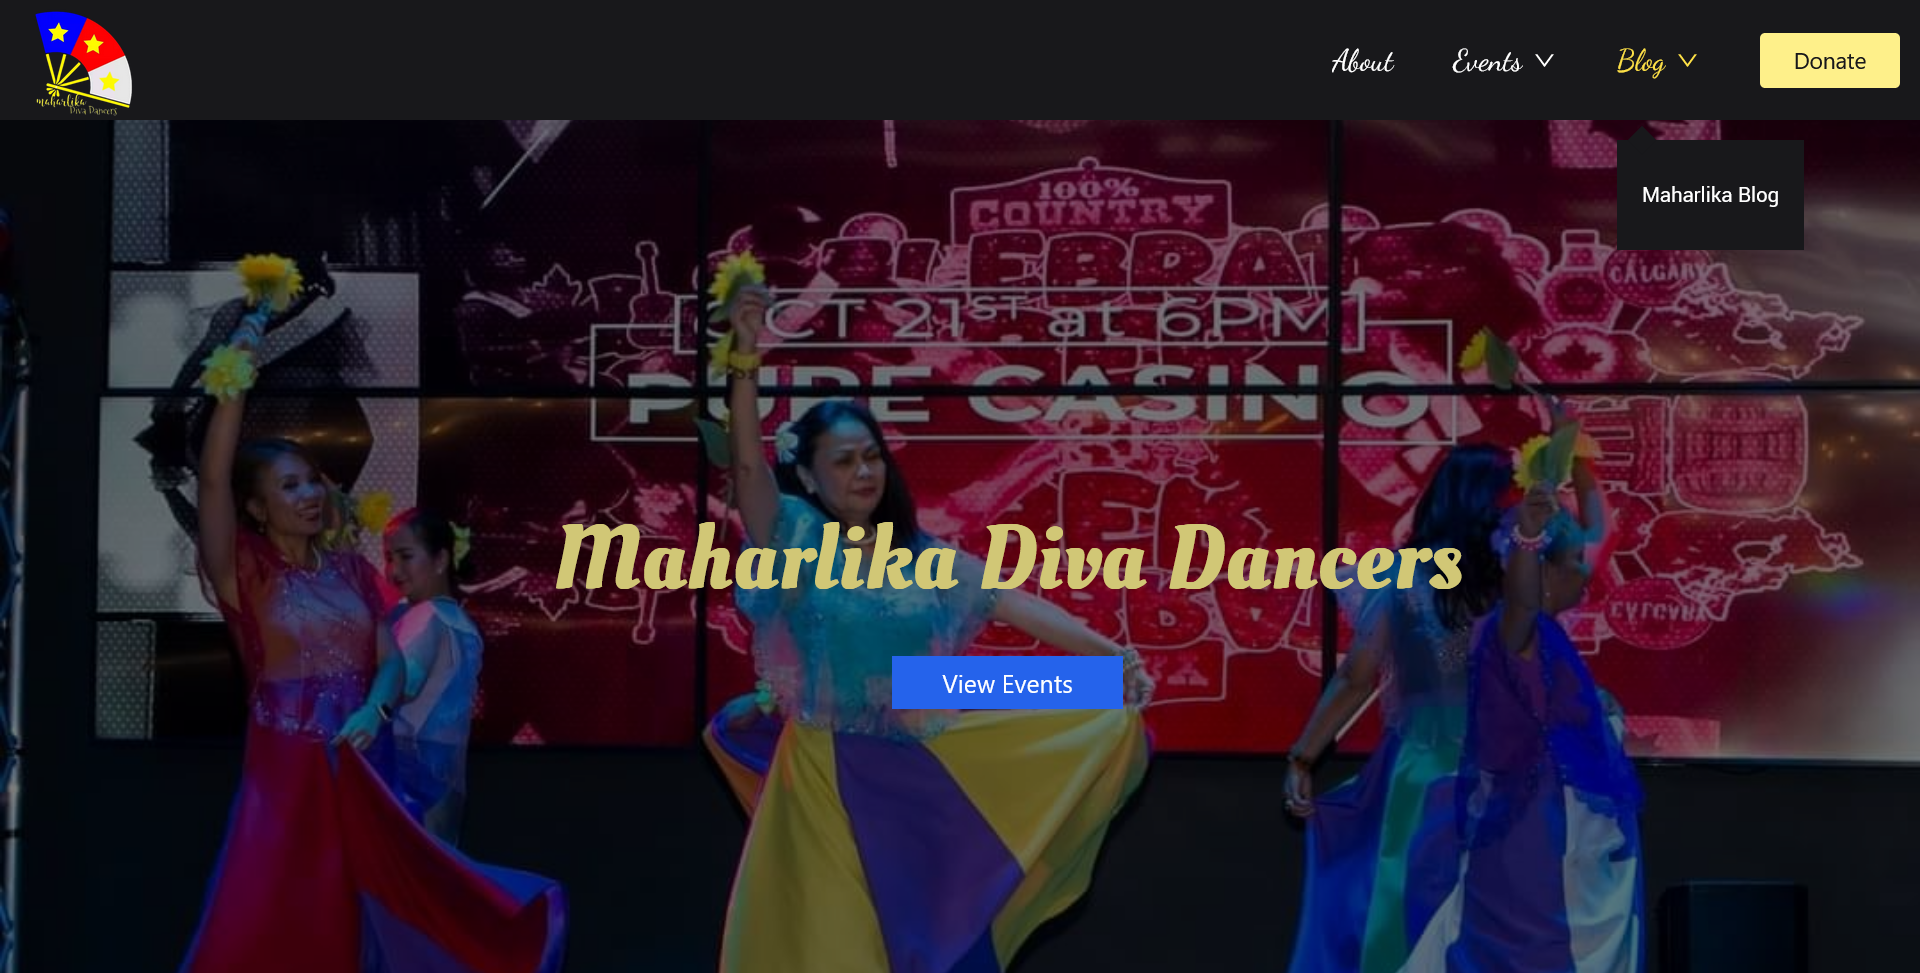 maharlika
Diva Dancers
About
Events
Blog
Donate
Maharlika Blog
100%
COUNTRY
CALGARY
OCT 21ST at 6PM
PURE CASINO
Maharlika Diva Dancers
View Events